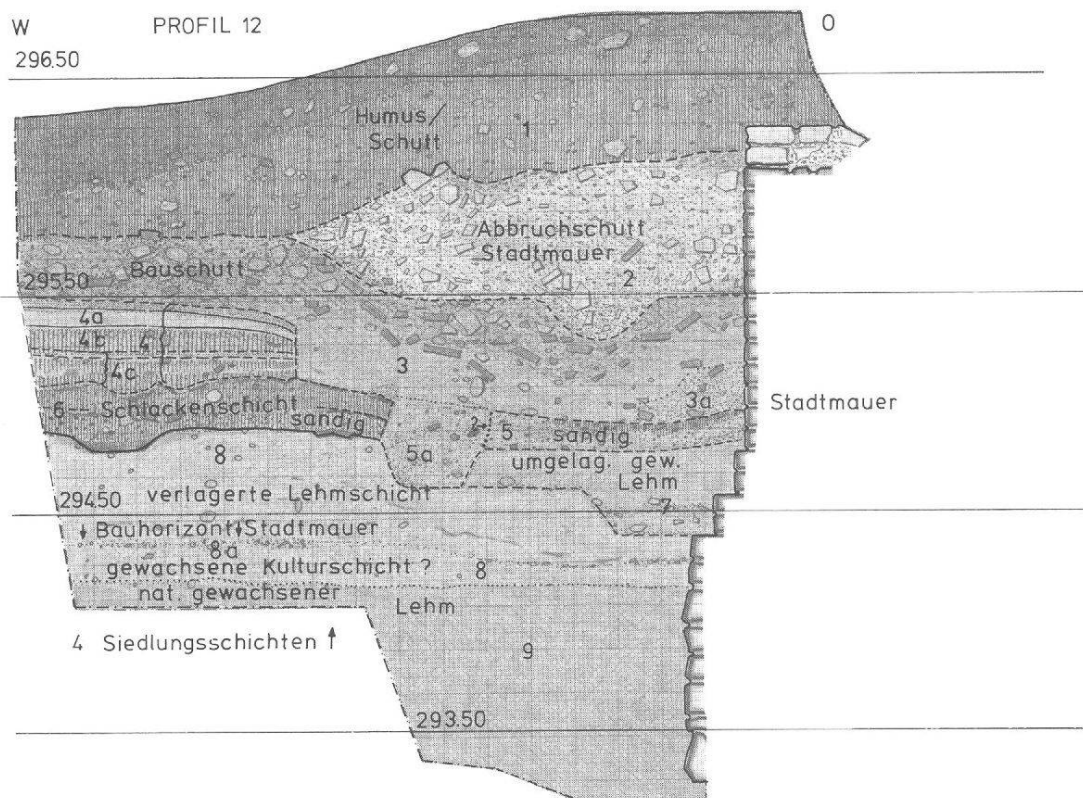 W PROFIL 12 O
296.50
Humus/
Schutt 1
Abbruchschutt
Stadtmauer
2
Bauschutt
295.50
4a
4b 4
4c
3
3a
Stadtmauer
6 Schlackenschicht
sandig
5 sandig
5a
8
umgelag. gew.
Lehm
7
verlagerte Lehmschicht
294.50
Bauhorizont Stadtmauer
8a
gewachsene Kulturschicht ? 8
nat. gewachsener
Lehm
4 Siedlungsschichten
9
293.50